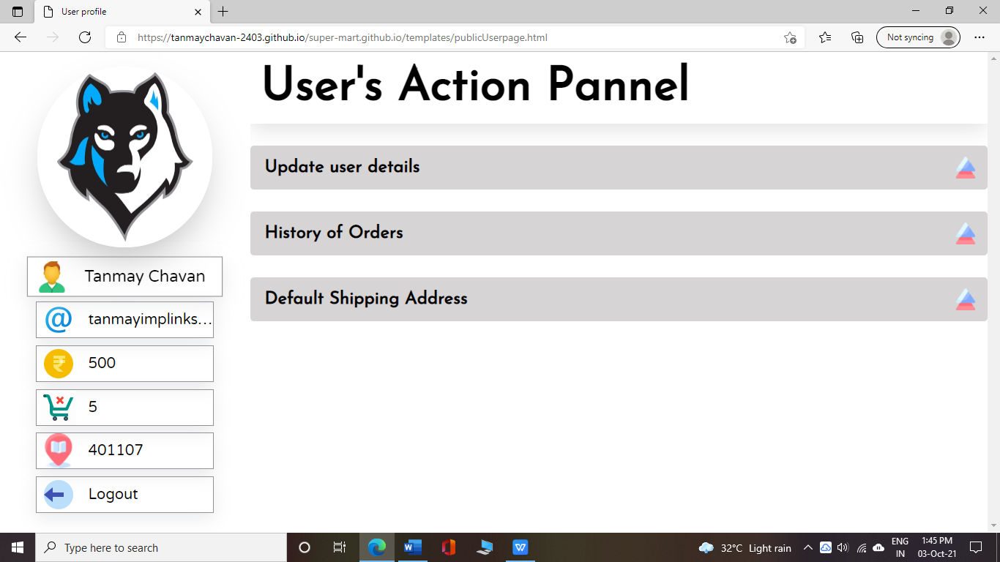 User profile
https://tanmaychavan-2403.github.io/super-mart.github.io/templates/publicUserpage.html
Not syncing
User's Action Pannel
Update user details
History of Orders
Default Shipping Address
Tanmay Chavan
@ tanmayimplinks...
₹ 500
5
401107
Logout
Type here to search
W
W
32°C Light rain
ENG
IN
1:45 PM
03-Oct-21